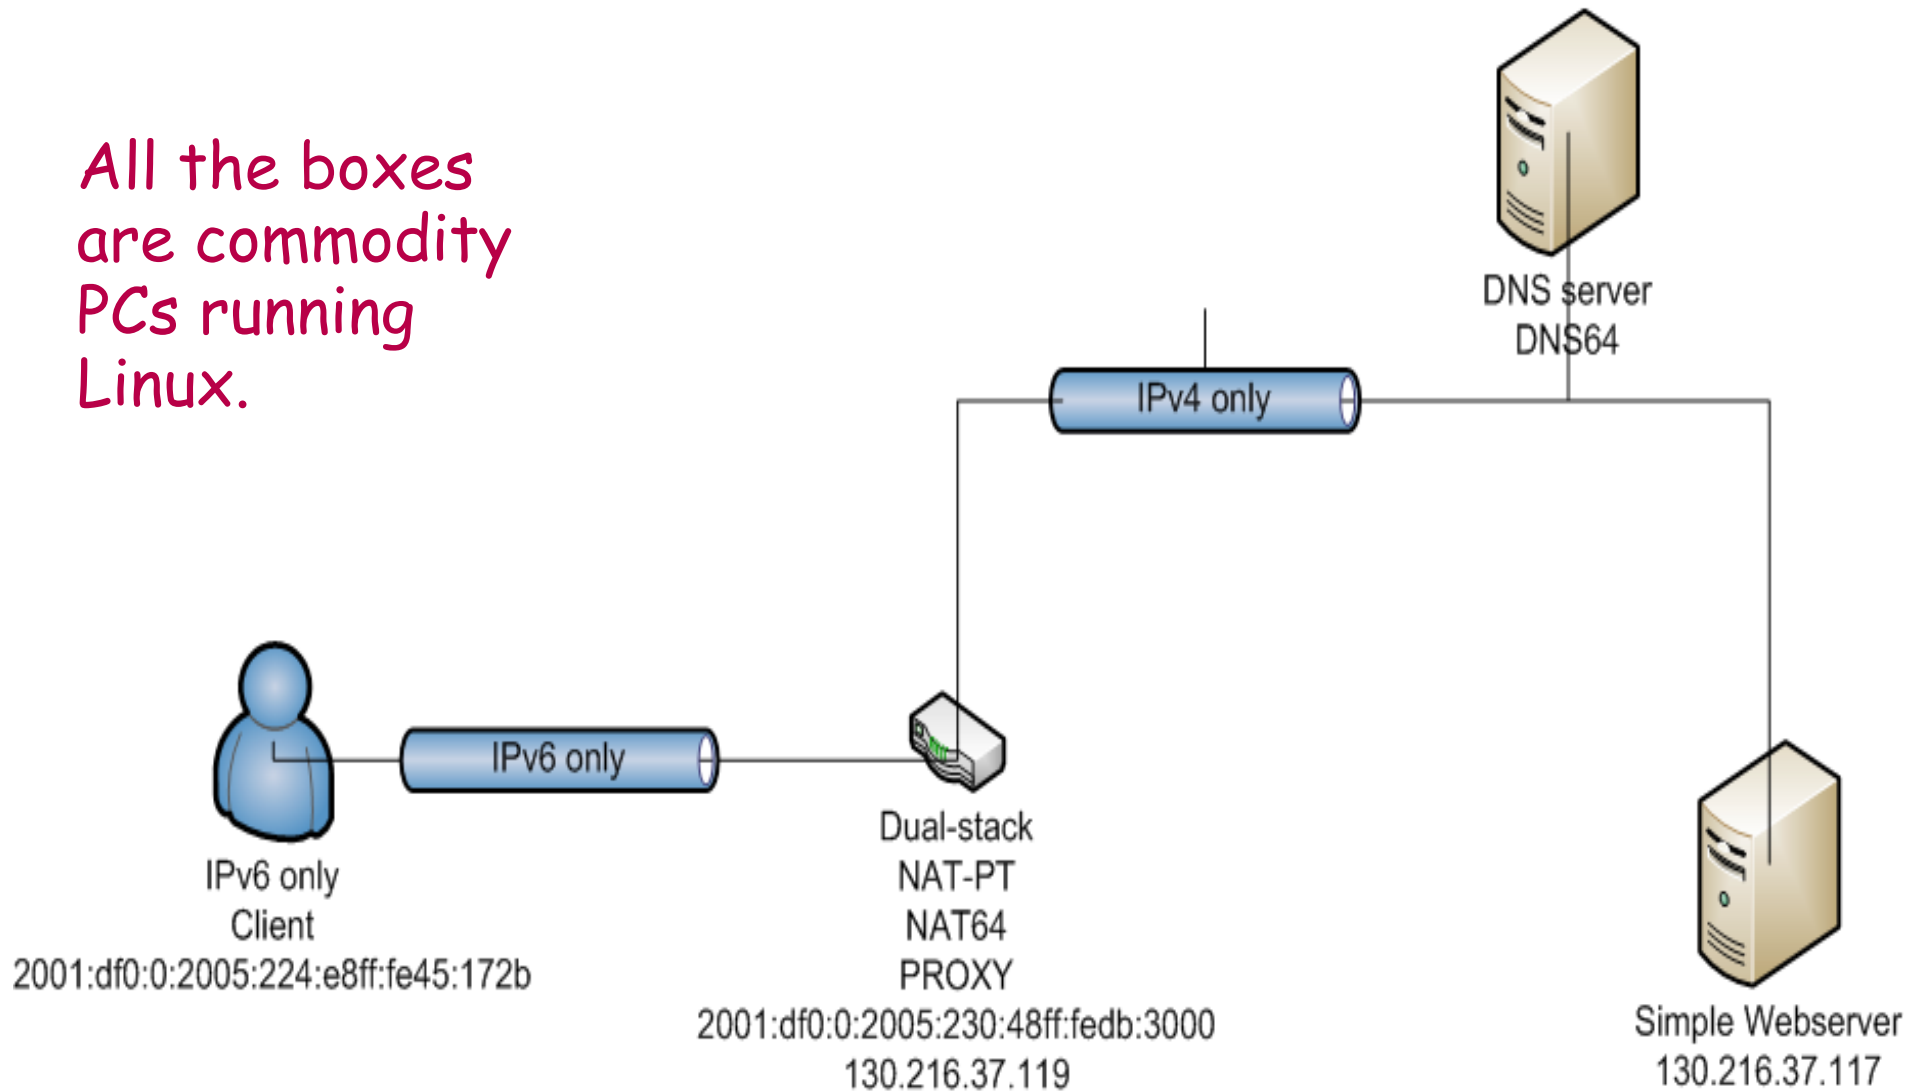 All the boxes
are commodity
PCs running
Linux.
DNS server
DNS64
IPv4 only
IPv6 only
IPv6 only
Client
2001:df0:0:2005:224:e8ff:fe45:172b
Dual-stack
NAT-PT
NAT64
PROXY
2001:df0:0:2005:230:48ff:fedb:3000
130.216.37.119
Simple Webserver
130.216.37.117